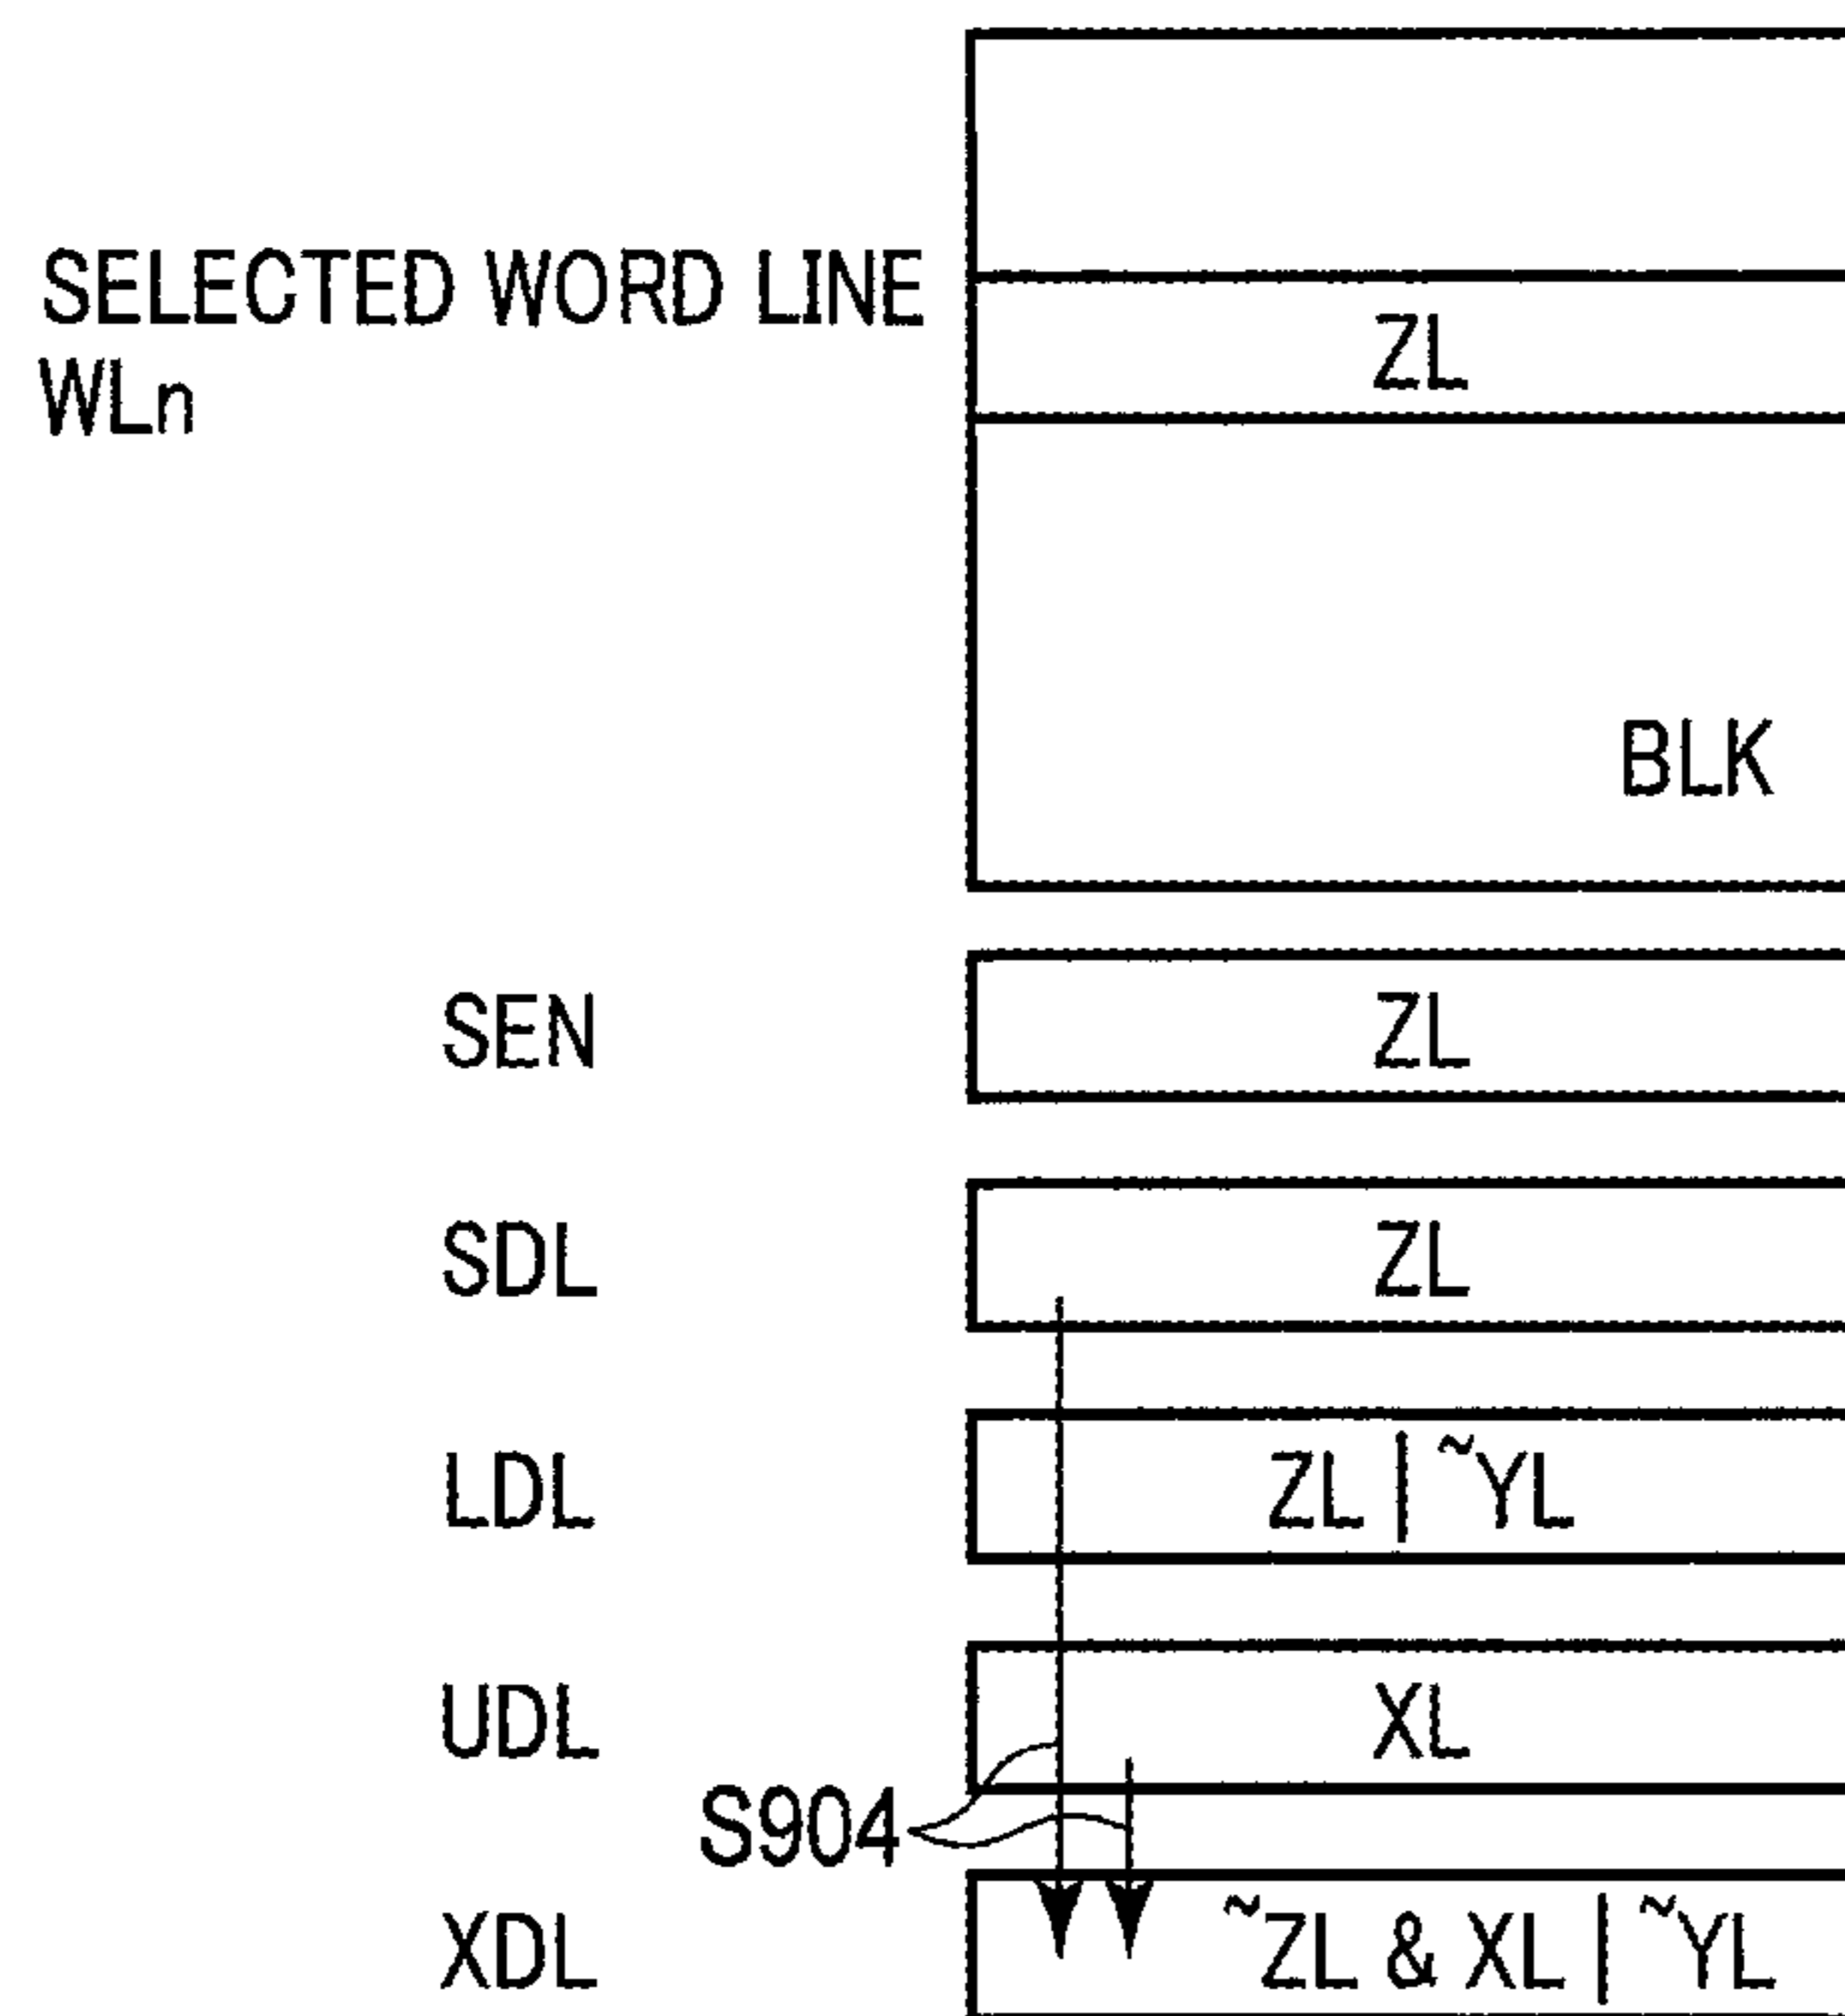 SELECTED WORD LINE
WLn
ZL
BLK
SEN ZL
SDL ZL
LDL ZL | ~YL
UDL XL
S904
XDL ~ZL & XL | ~YL